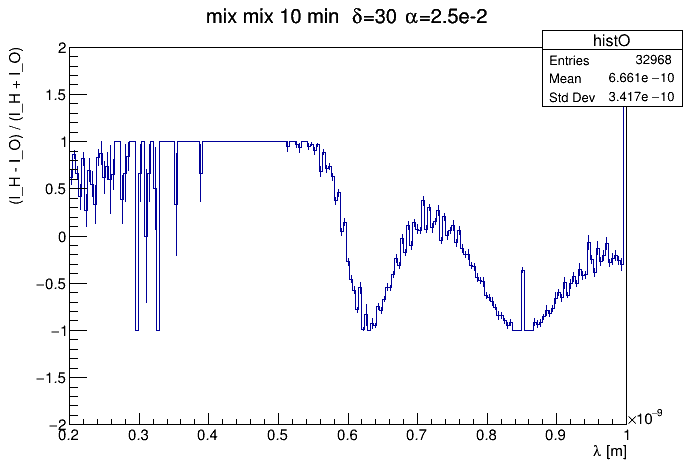 mix mix 10 min δ=30 α=2.5e-2
histO
Entries 32968
Mean 6.661e−10
Std Dev 3.417e−10
(I_H - I_O) / (I_H + I_O)
2
1.5
1
0.5
0
−0.5
−1
−1.5
−2
0.2 0.3 0.4 0.5 0.6 0.7 0.8 0.9 1
×10⁻⁹
λ [m]